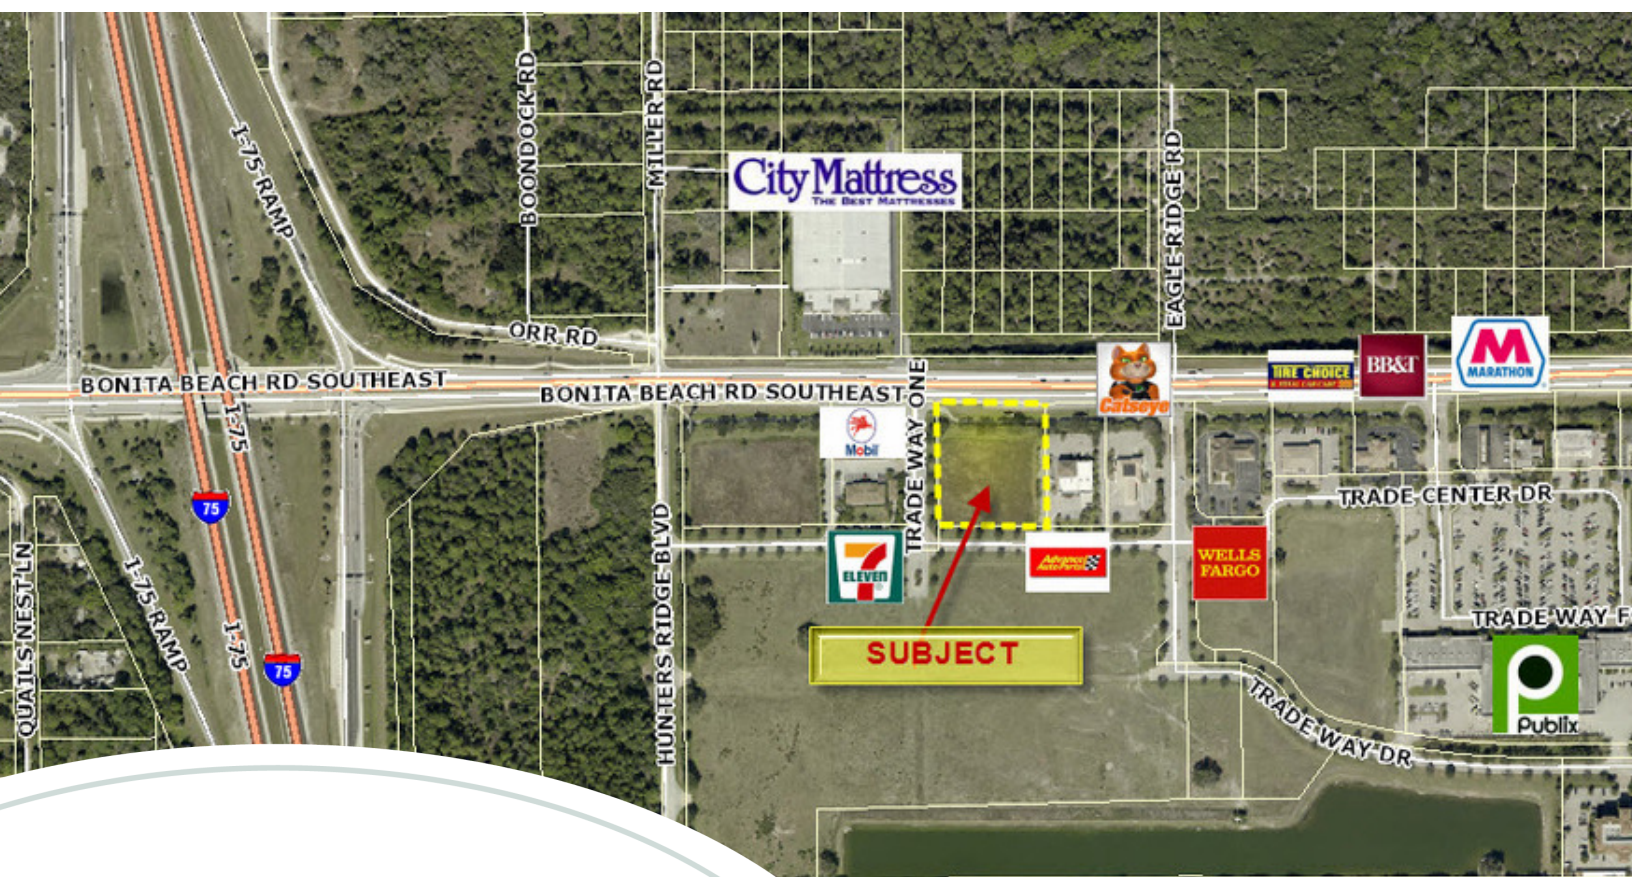 BOONDOCK RD
MILLER RD
I-75 RAMP
EAGLE RIDGE RD
City Mattress
THE BEST MATTRESSES
ORR RD
BONITA BEACH RD SOUTHEAST
BONITA BEACH RD SOUTHEAST
TRADE WAY ONE
Catseye
TIRE CHOICE
BB&T
M
MARATHON
I-75
Mobil
75
TRADE CENTER DR
HUNTERS RIDGE BLVD
QUAILS NEST LN
I-75 RAMP
7
ELEVEN
Advance
Auto Parts
WELLS
FARGO
I-75
75
SUBJECT
TRADE WAY F
P
Publix
TRADE WAY DR